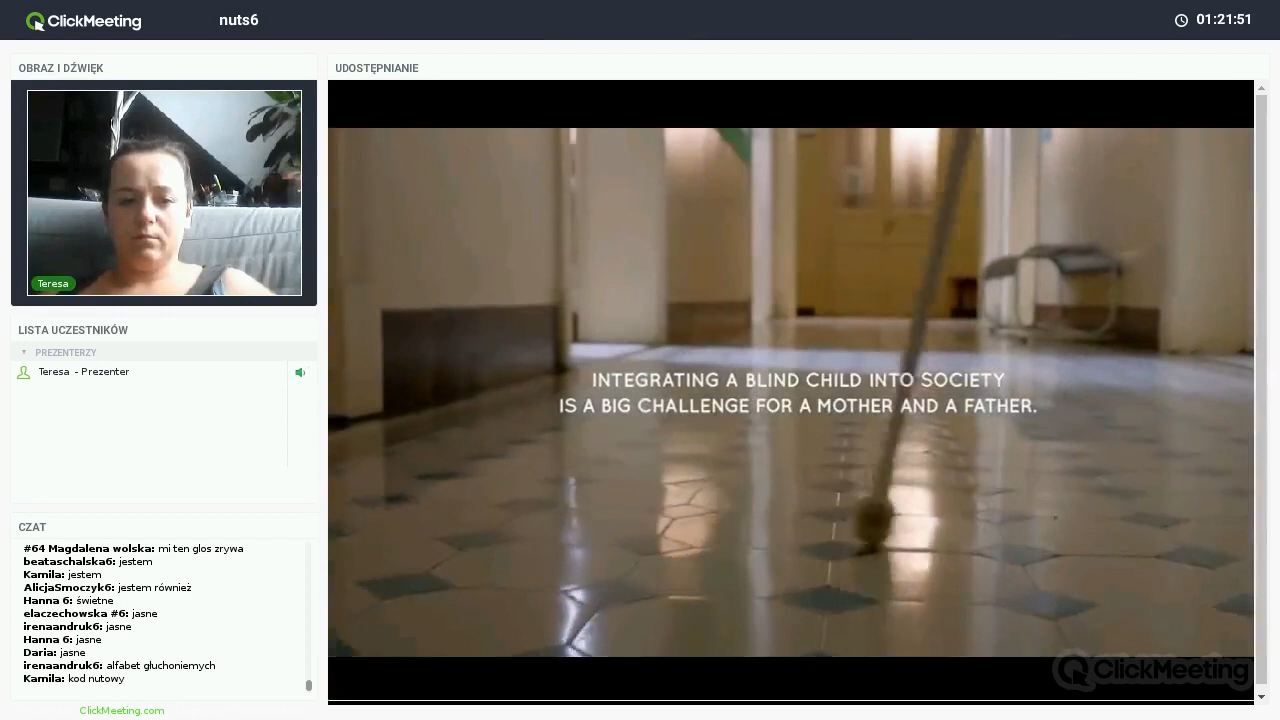 ClickMeeting
nuts6
01:21:51
OBRAZ I DŹWIĘK
Teresa
LISTA UCZESTNIKÓW
PREZENTERZY
Teresa - Prezenter
CZAT
#64 Magdalena wolska: mi ten glos zrywa
beataschalska6: jestem
Kamila: jestem
AlicjaSmoczyk6: jestem również
Hanna 6: świetne
elaczechowska #6: jasne
irenaandruk6: jasne
Hanna 6: jasne
Daria: jasne
irenaandruk6: alfabet głuchoniemych
Kamila: kod nutowy
ClickMeeting.com
UDOSTĘPNIANIE
INTEGRATING A BLIND CHILD INTO SOCIETY
IS A BIG CHALLENGE FOR A MOTHER AND A FATHER.
ClickMeeting